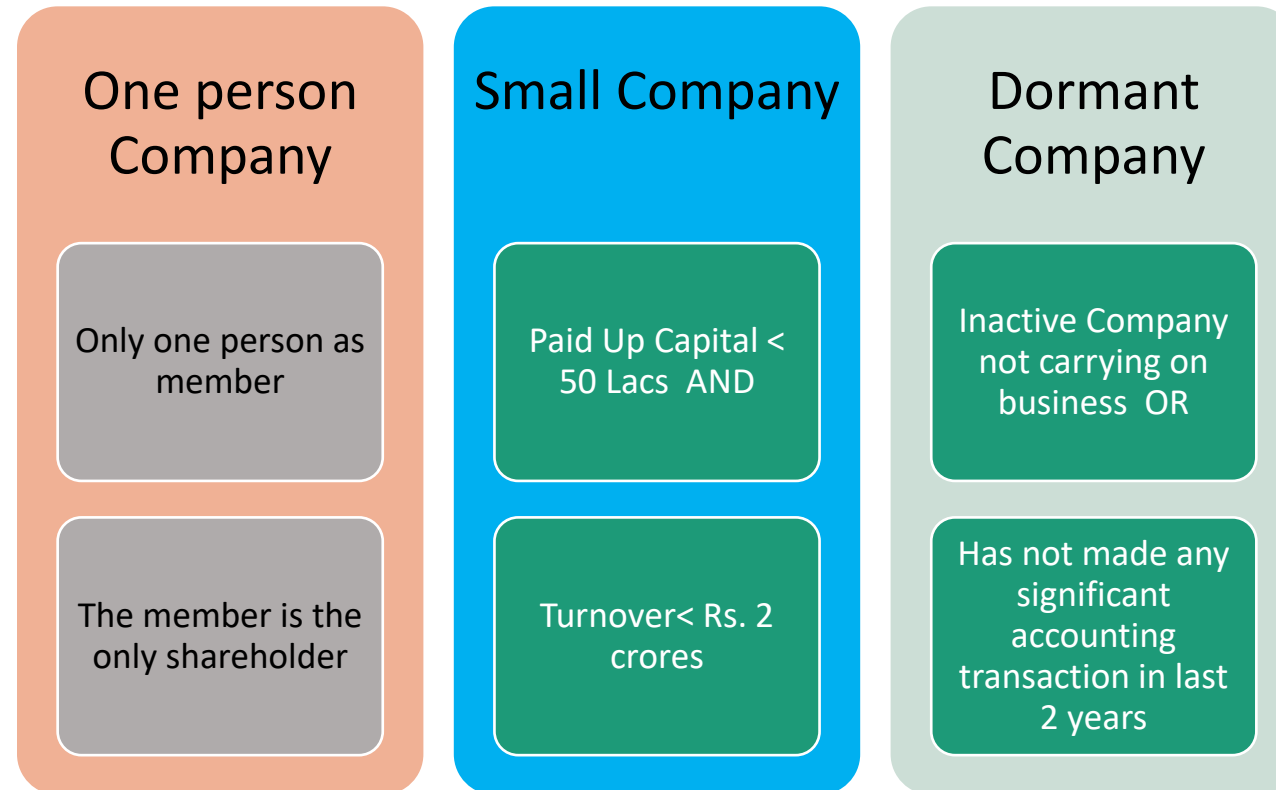 One person
Company
Only one person as
member
The member is the
only shareholder
Small Company
Paid Up Capital <
50 Lacs  AND
Turnover< Rs. 2
crores
Dormant
Company
Inactive Company
not carrying on
business  OR
Has not made any
significant
accounting
transaction in last
2 years